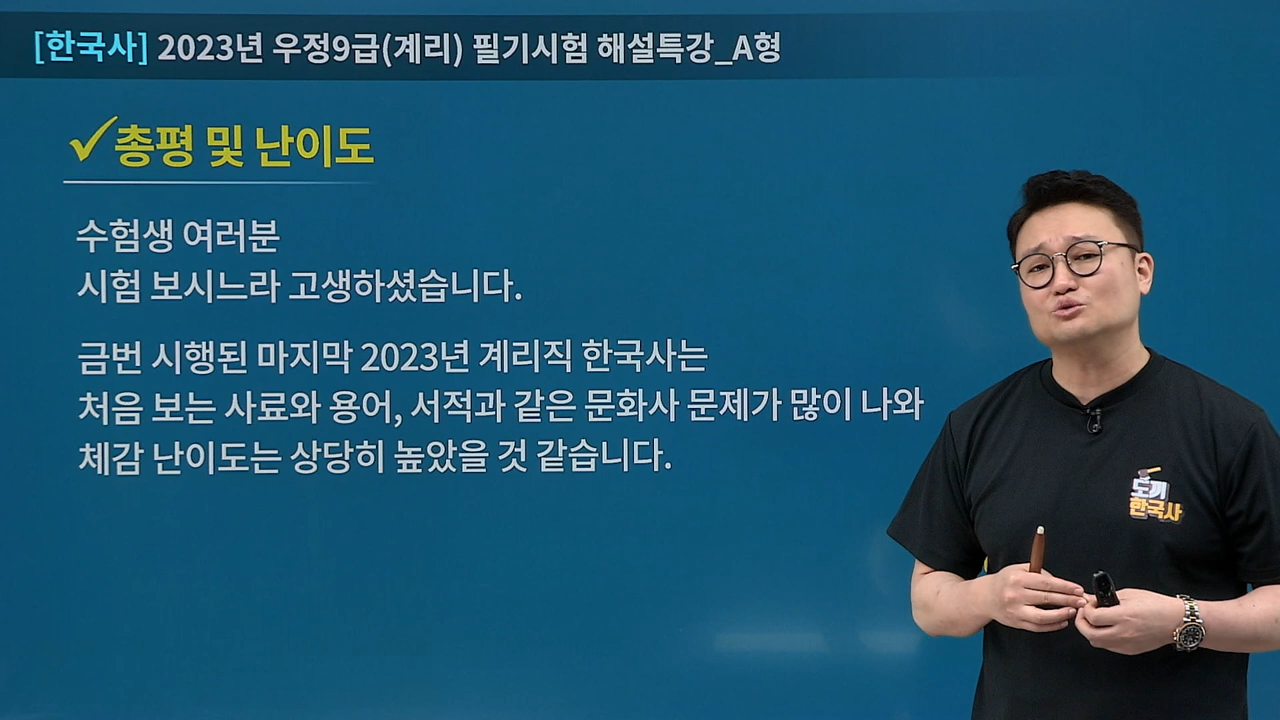 [한국사] 2023년 우정9급(계리) 필기시험 해설특강_A형
✓총평 및 난이도
수험생 여러분
시험 보시느라 고생하셨습니다.
금번 시행된 마지막 2023년 계리직 한국사는
처음 보는 사료와 용어, 서적과 같은 문화사 문제가 많이 나와
체감 난이도는 상당히 높았을 것 같습니다.
도끼
한국사